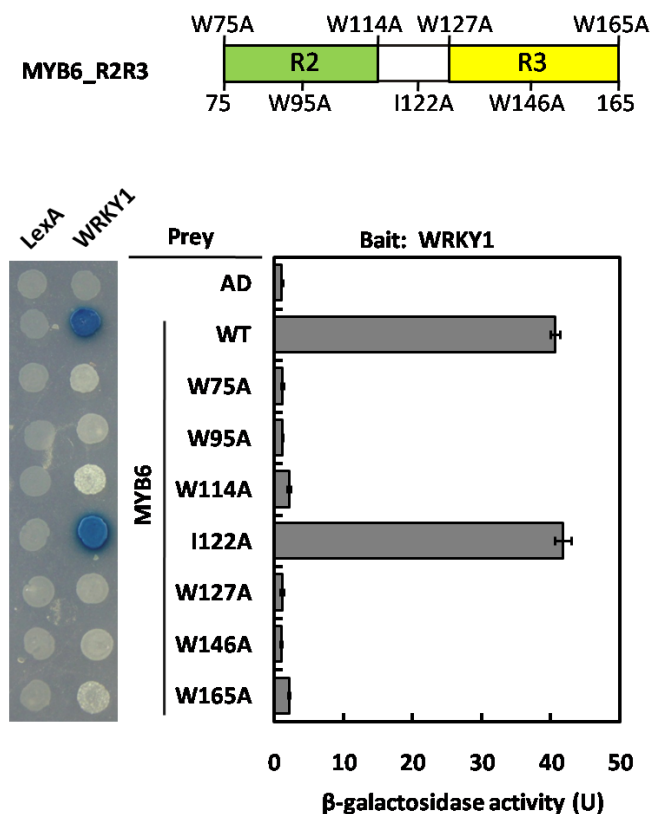 W75A W114A W127A W165A
MYB6_R2R3 R2 R3
75 W95A I122A W146A 165
LexA WRKY1 Prey Bait: WRKY1
AD
WT
W75A
W95A
W114A
MYB6
I122A
W127A
W146A
W165A
0 10 20 30 40 50
β-galactosidase activity (U)